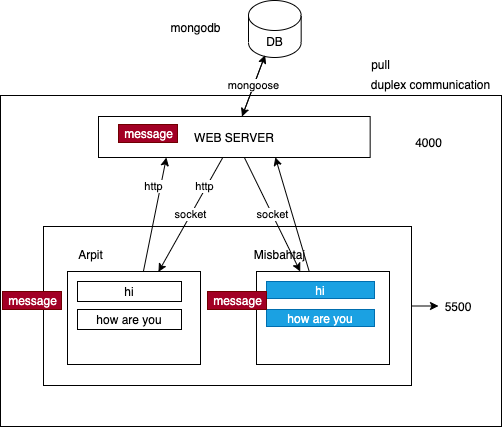 mongodb
DB
pull
mongoose
duplex communication
message
WEB SERVER
4000
http
http
socket
socket
Arpit
Misbahtaj
message
hi
message
hi
how are you
how are you
5500